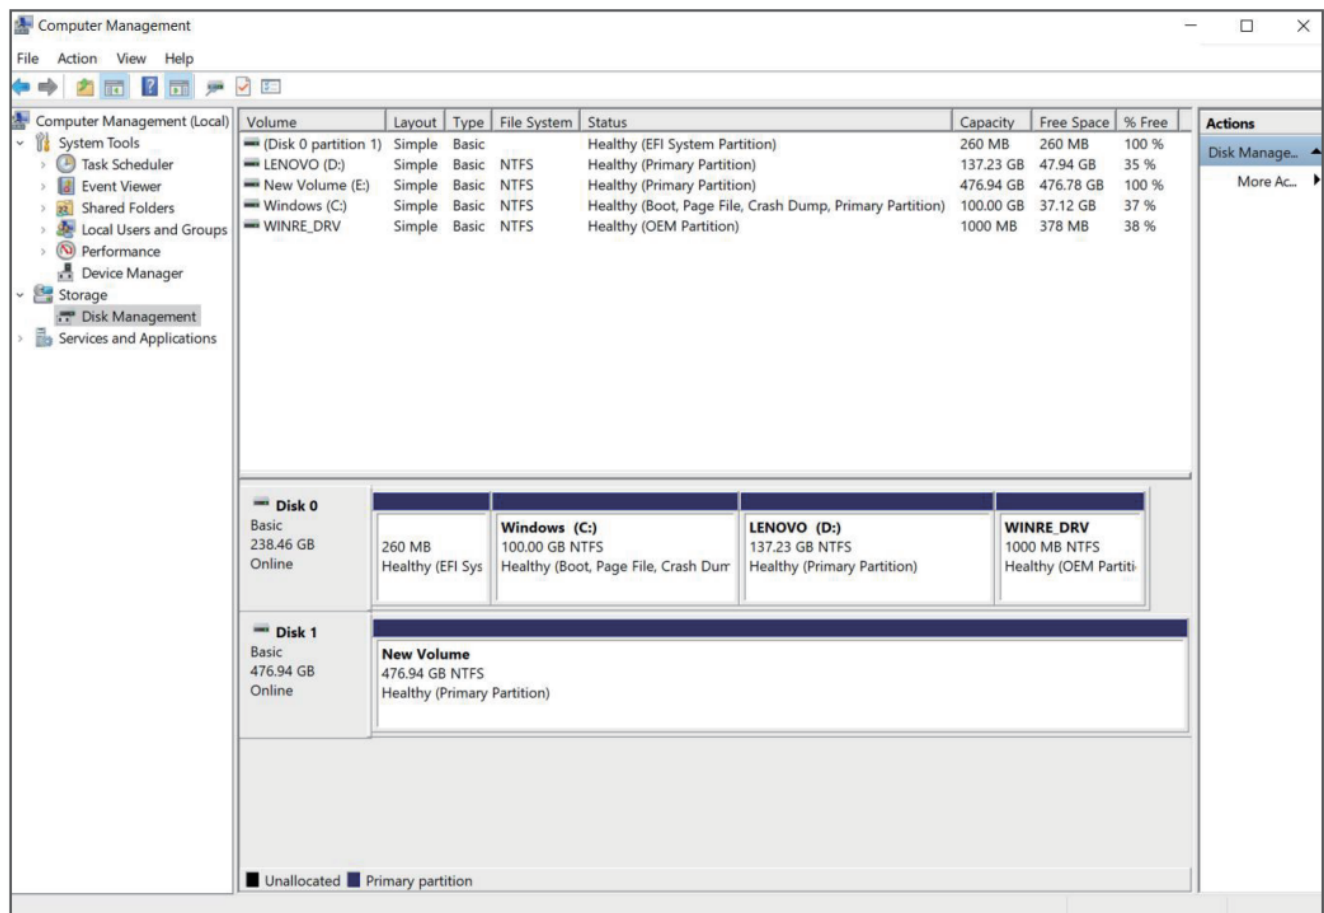 Computer Management
File Action View Help
Computer Management (Local)
System Tools
Task Scheduler
Event Viewer
Shared Folders
Local Users and Groups
Performance
Device Manager
Storage
Disk Management
Services and Applications
Volume Layout Type File System Status Capacity Free Space % Free
(Disk 0 partition 1) Simple Basic Healthy (EFI System Partition) 260 MB 260 MB 100 %
LENOVO (D:) Simple Basic NTFS Healthy (Primary Partition) 137.23 GB 47.94 GB 35 %
New Volume (E:) Simple Basic NTFS Healthy (Primary Partition) 476.94 GB 476.78 GB 100 %
Windows (C:) Simple Basic NTFS Healthy (Boot, Page File, Crash Dump, Primary Partition) 100.00 GB 37.12 GB 37 %
WINRE_DRV Simple Basic NTFS Healthy (OEM Partition) 1000 MB 378 MB 38 %
Disk 0
Basic
238.46 GB
Online
260 MB
Healthy (EFI Sys
Windows (C:)
100.00 GB NTFS
Healthy (Boot, Page File, Crash Dum
LENOVO (D:)
137.23 GB NTFS
Healthy (Primary Partition)
WINRE_DRV
1000 MB NTFS
Healthy (OEM Partiti
Disk 1
Basic
476.94 GB
Online
New Volume
476.94 GB NTFS
Healthy (Primary Partition)
Unallocated Primary partition
Actions
Disk Manage...
More Ac...